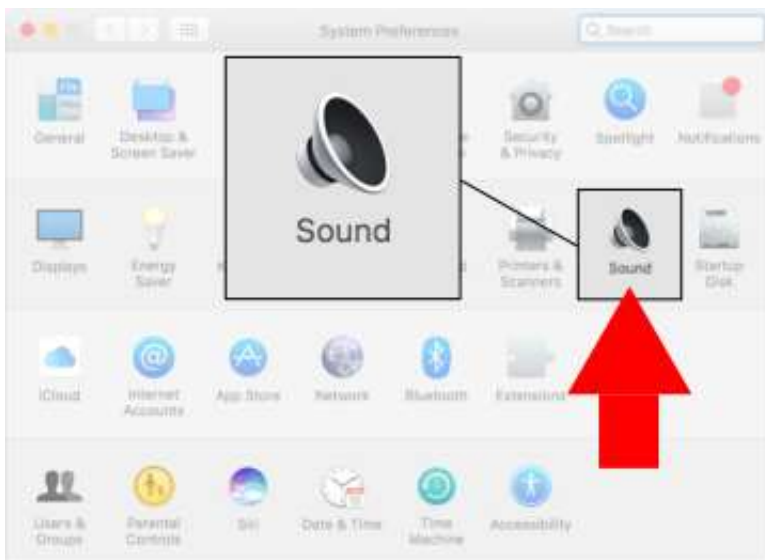 System Preferences
Search
General
Desktop &
Screen Saver
Security
& Privacy
Spotlight
Notifications
Sound
Displays
Energy
Saver
Printers &
Scanners
Sound
Startup
Disk
iCloud
Internet
Accounts
App Store
Network
Bluetooth
Extensions
Users &
Groups
Parental
Controls
Siri
Date & Time
Time
Machine
Accessibility